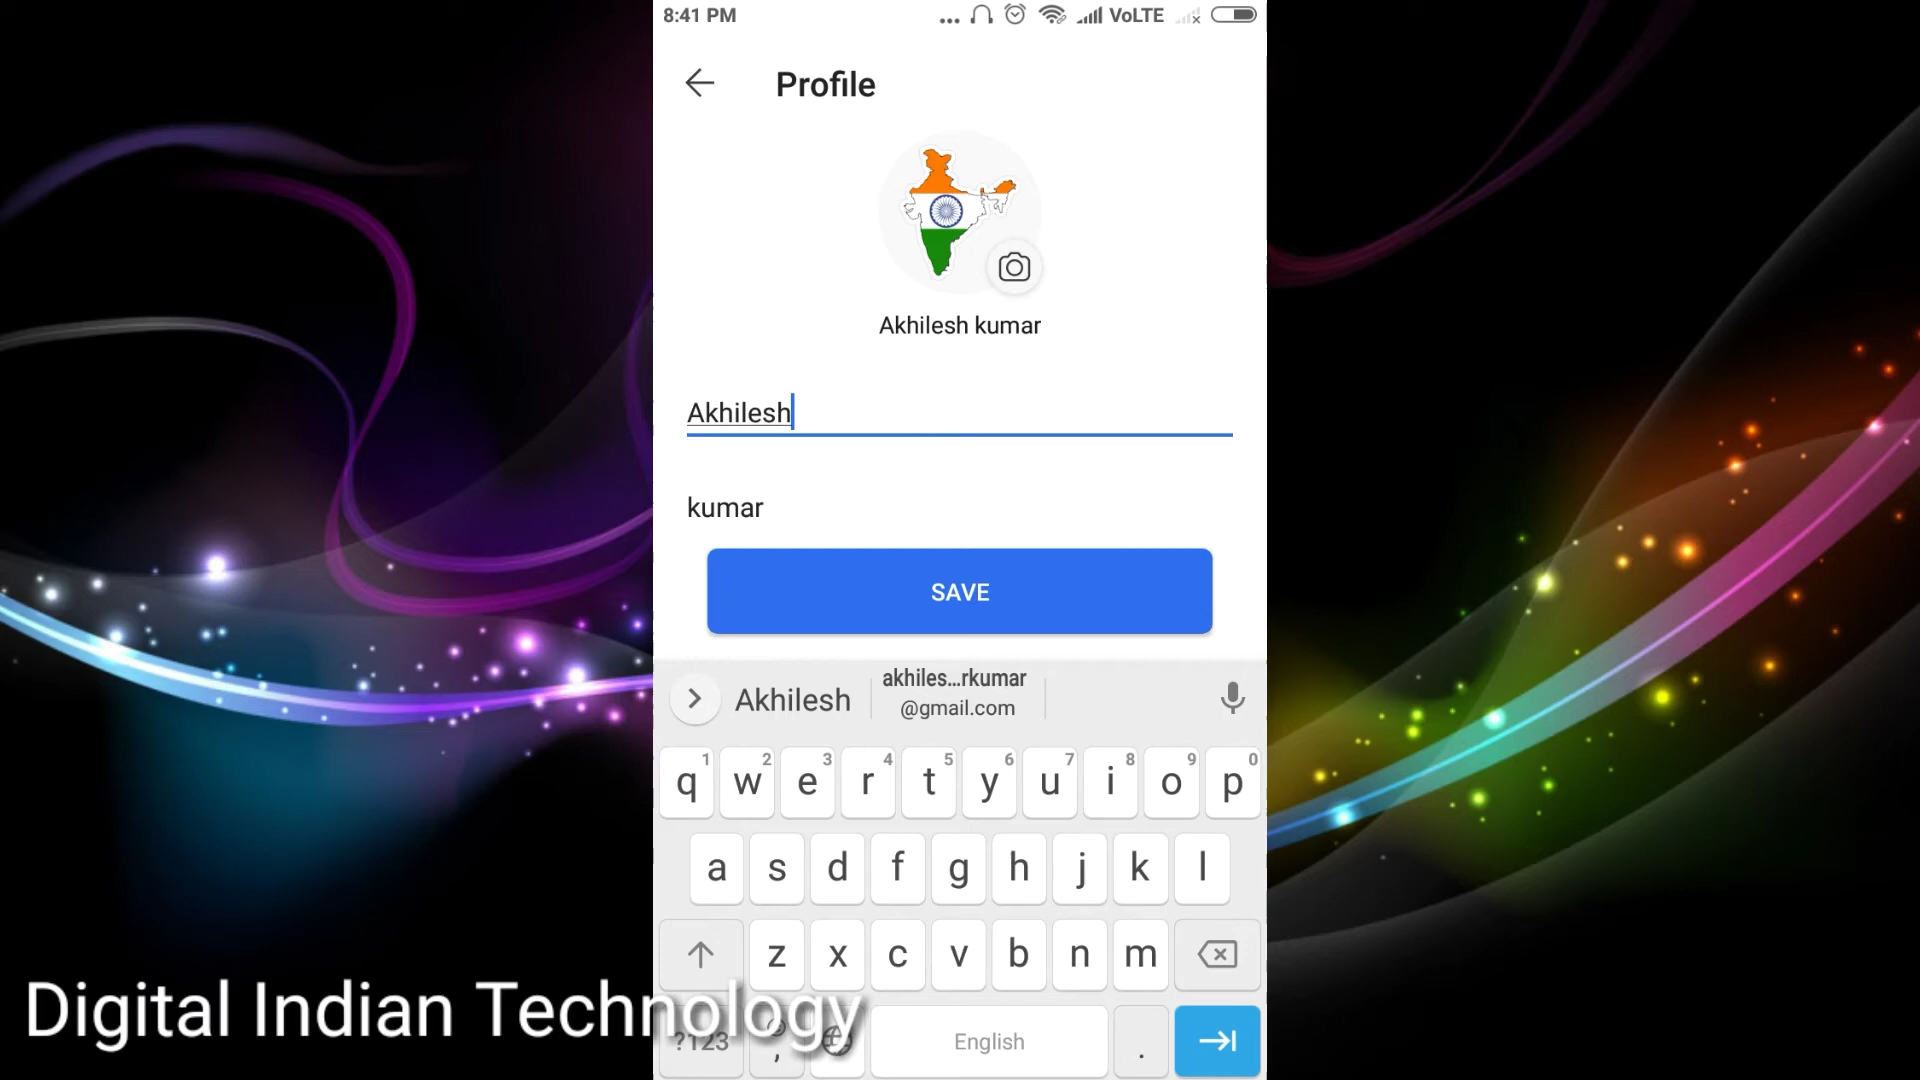 8:41 PM
... VoLTE
Profile
Akhilesh kumar
Akhilesh
kumar
SAVE
Akhilesh
akhiles...rkumar
@gmail.com
1 2 3 4 5 6 7 8 9 0
q w e r t y u i o p
a s d f g h j k l
z x c v b n m
?123 , English .
Digital Indian Technology